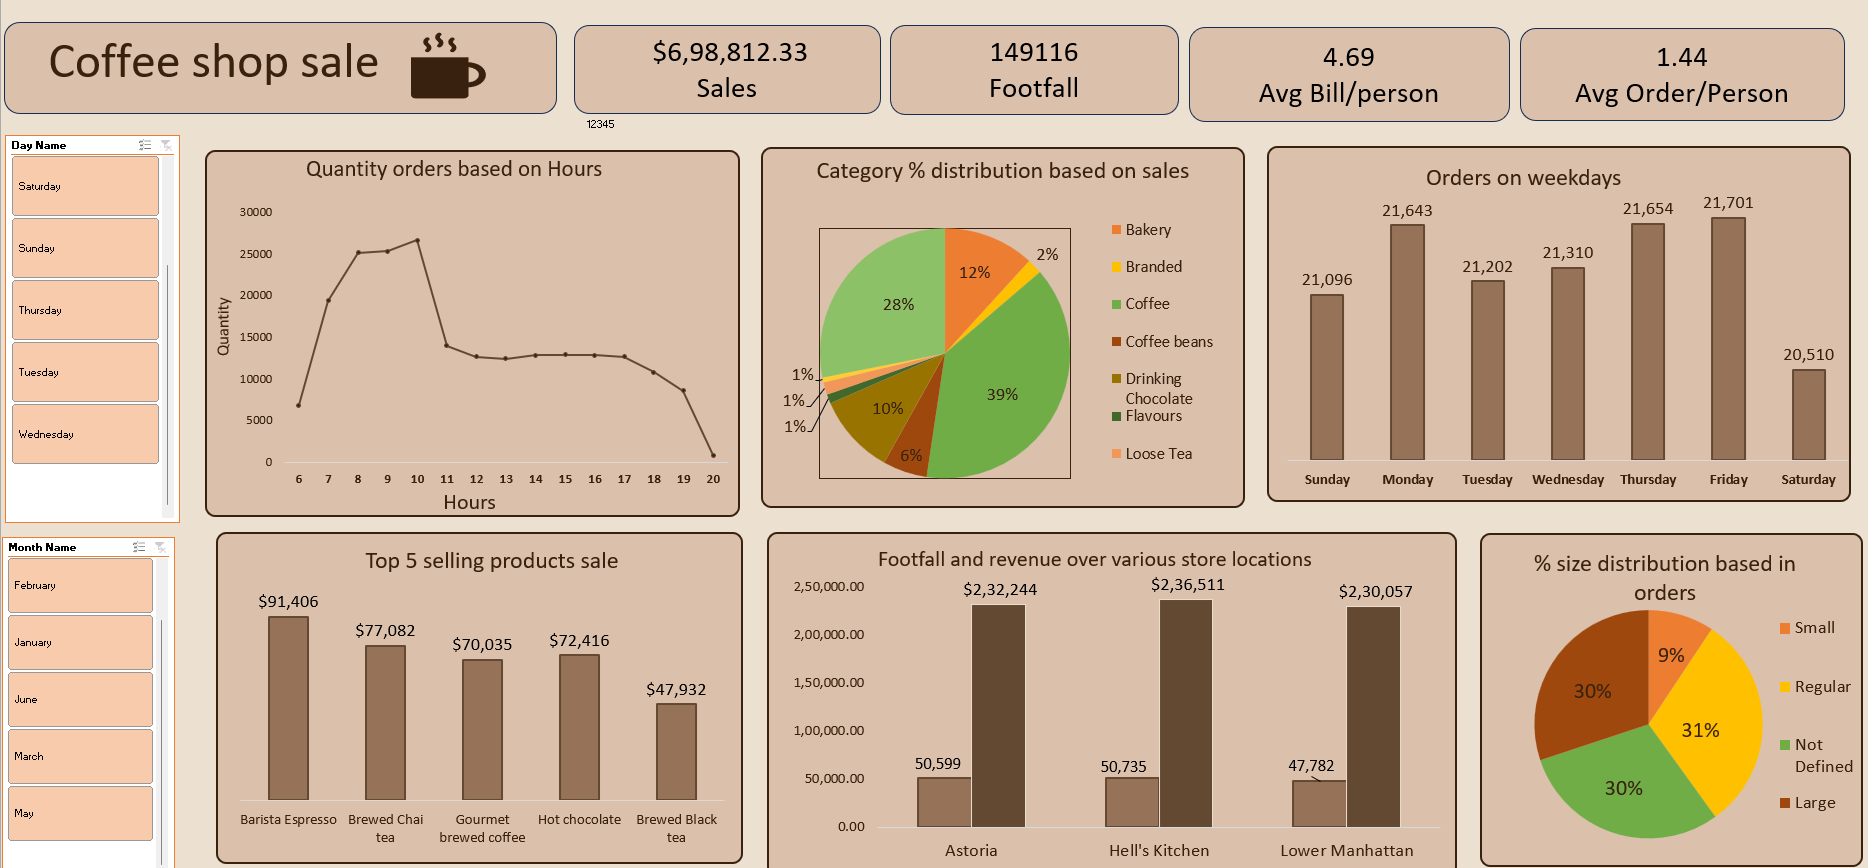 Coffee shop sale
$6,98,812.33
Sales
149116
Footfall
4.69
Avg Bill/person
1.44
Avg Order/Person
12345
Day Name
Saturday
Sunday
Thursday
Tuesday
Wednesday
Quantity orders based on Hours
Quantity
30000
25000
20000
15000
10000
5000
0
6 7 8 9 10 11 12 13 14 15 16 17 18 19 20
Hours
Category % distribution based on sales
12%
2%
39%
6%
10%
1%
1%
1%
28%
Bakery
Branded
Coffee
Coffee beans
Drinking
Chocolate
Flavours
Loose Tea
Orders on weekdays
21,096
21,643
21,202
21,310
21,654
21,701
20,510
Sunday Monday Tuesday Wednesday Thursday Friday Saturday
Month Name
February
January
June
March
May
Top 5 selling products sale
$91,406
$77,082
$70,035
$72,416
$47,932
Barista Espresso
Brewed Chai
tea
Gourmet
brewed coffee
Hot chocolate
Brewed Black
tea
Footfall and revenue over various store locations
2,50,000.00
2,00,000.00
1,50,000.00
1,00,000.00
50,000.00
0.00
50,599
$2,32,244
50,735
$2,36,511
47,782
$2,30,057
Astoria
Hell's Kitchen
Lower Manhattan
% size distribution based in
orders
9%
31%
30%
30%
Small
Regular
Not
Defined
Large